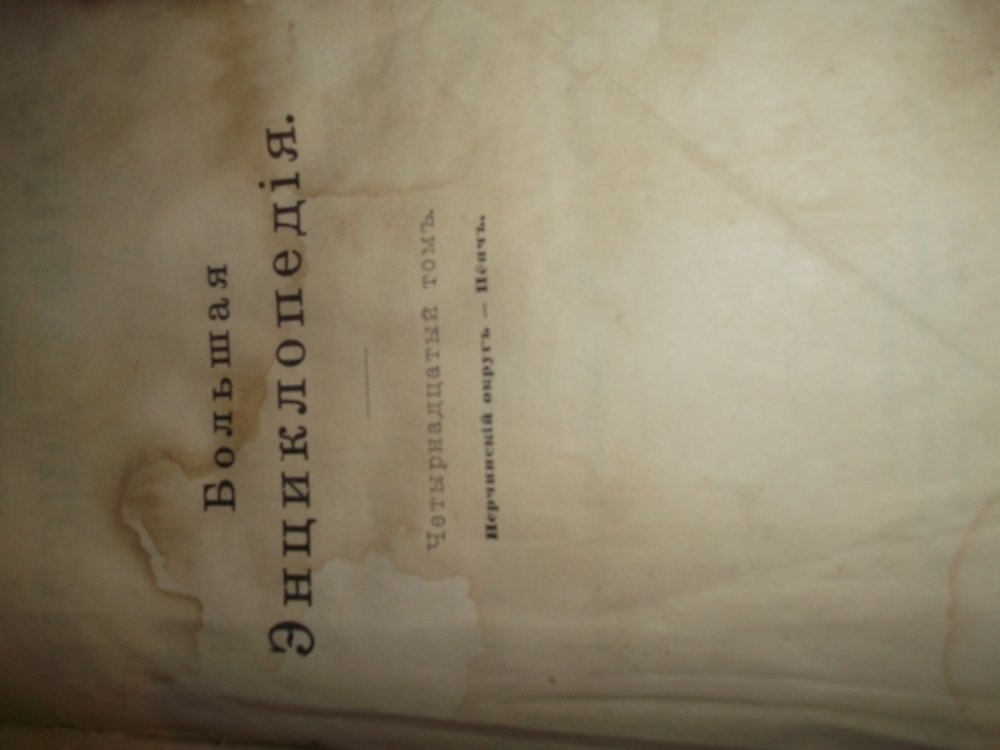 Большая
Энциклопедія.
Четырнадцатый томъ.
Нерчинскій округъ — Пёнчъ.